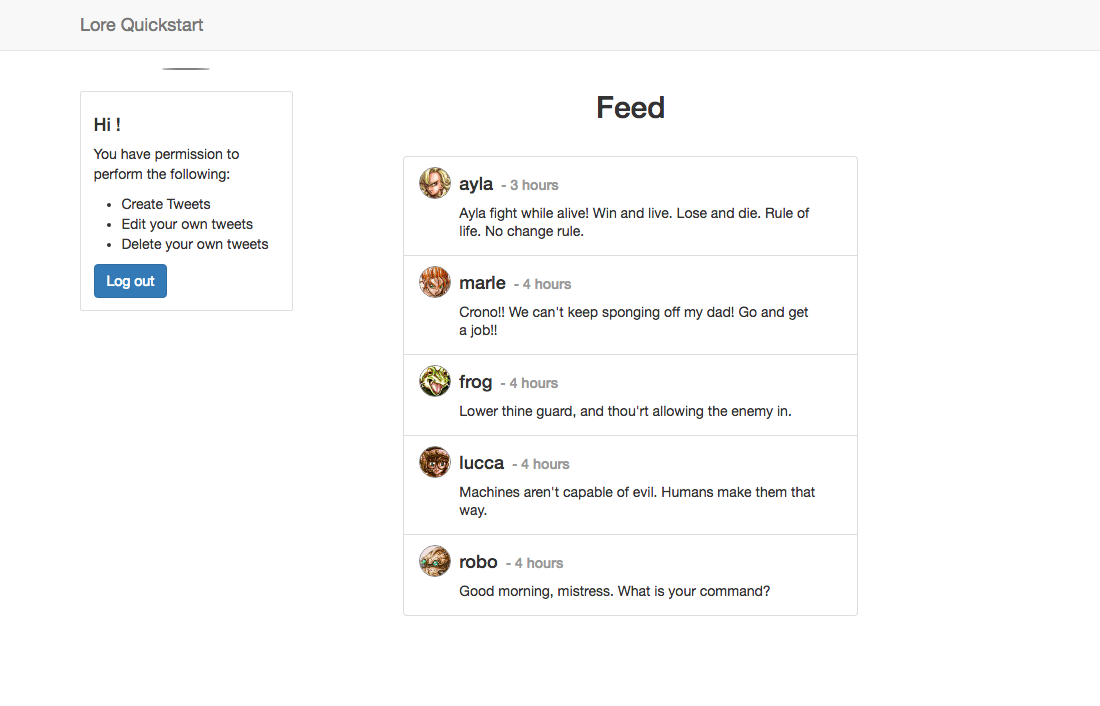 Lore Quickstart
Hi !
You have permission to
perform the following:
• Create Tweets
• Edit your own tweets
• Delete your own tweets
Log out
Feed
ayla - 3 hours
Ayla fight while alive! Win and live. Lose and die. Rule of
life. No change rule.
marle - 4 hours
Crono!! We can't keep sponging off my dad! Go and get
a job!!
frog - 4 hours
Lower thine guard, and thou'rt allowing the enemy in.
lucca - 4 hours
Machines aren't capable of evil. Humans make them that
way.
robo - 4 hours
Good morning, mistress. What is your command?